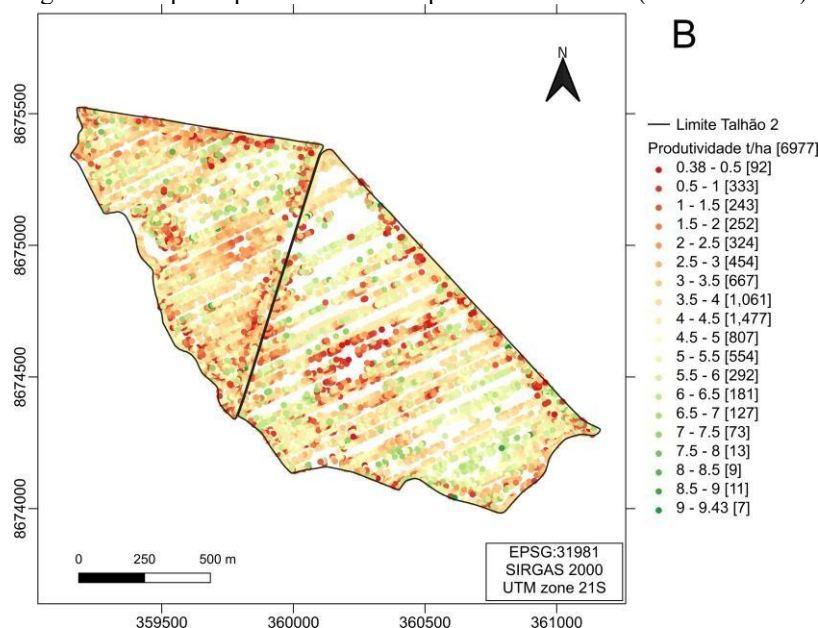 360000 360500 361000
B
N
8675500
8675000
8674500
8674000
Limite Talhão 2
Produtividade t/ha [6977]
0.38 - 0.5 [92]
0.5 - 1 [333]
1 - 1.5 [243]
1.5 - 2 [252]
2 - 2.5 [324]
2.5 - 3 [454]
3 - 3.5 [667]
3.5 - 4 [1,061]
4 - 4.5 [1,477]
4.5 - 5 [807]
5 - 5.5 [554]
5.5 - 6 [292]
6 - 6.5 [181]
6.5 - 7 [127]
7 - 7.5 [73]
7.5 - 8 [13]
8 - 8.5 [9]
8.5 - 9 [11]
9 - 9.43 [7]
0 250 500 m
EPSG:31981
SIRGAS 2000
UTM zone 21S
359500 360000 360500 361000